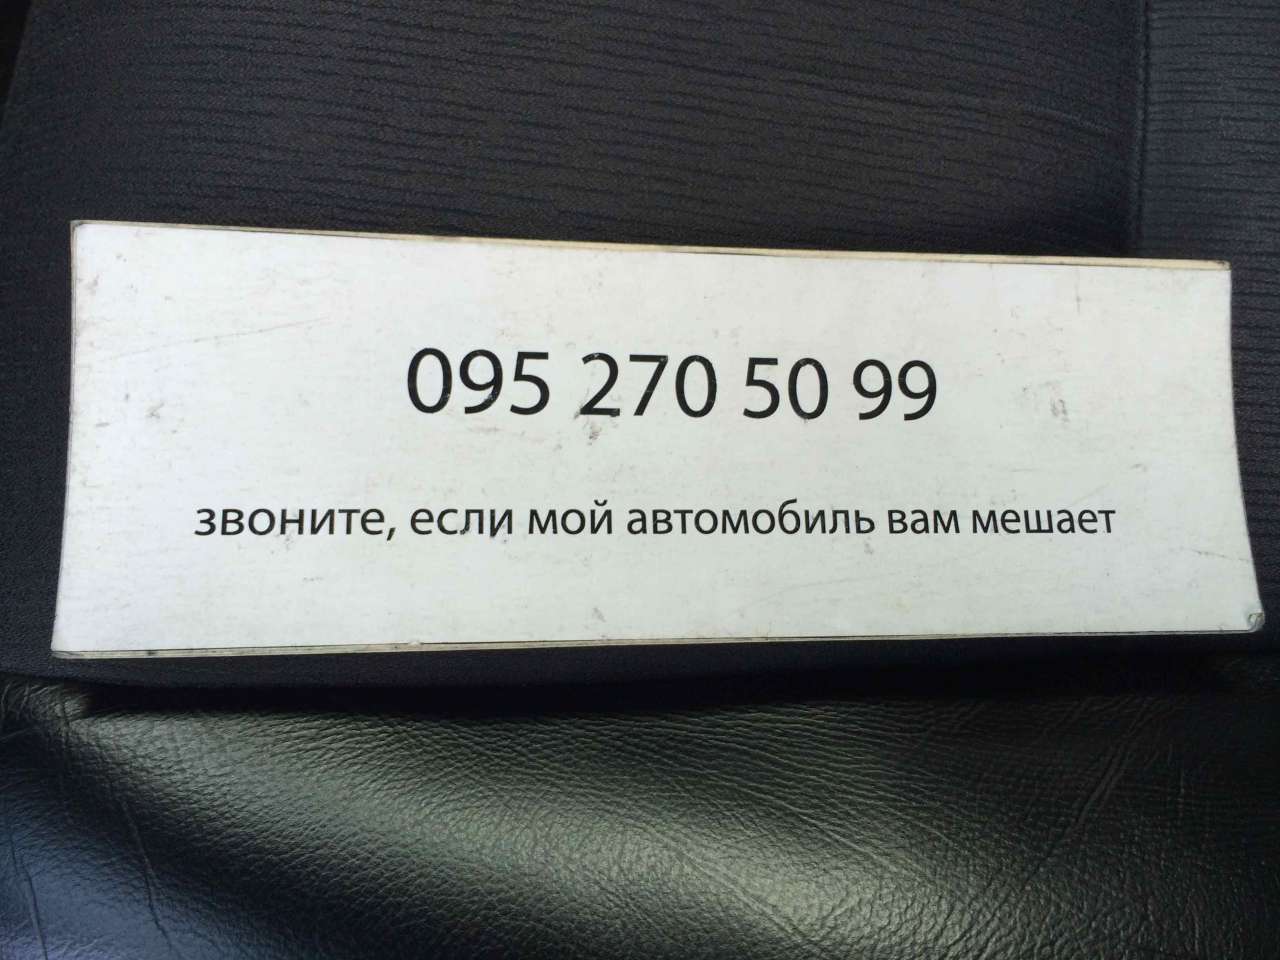 095 270 50 99
звоните, если мой автомобиль вам мешает